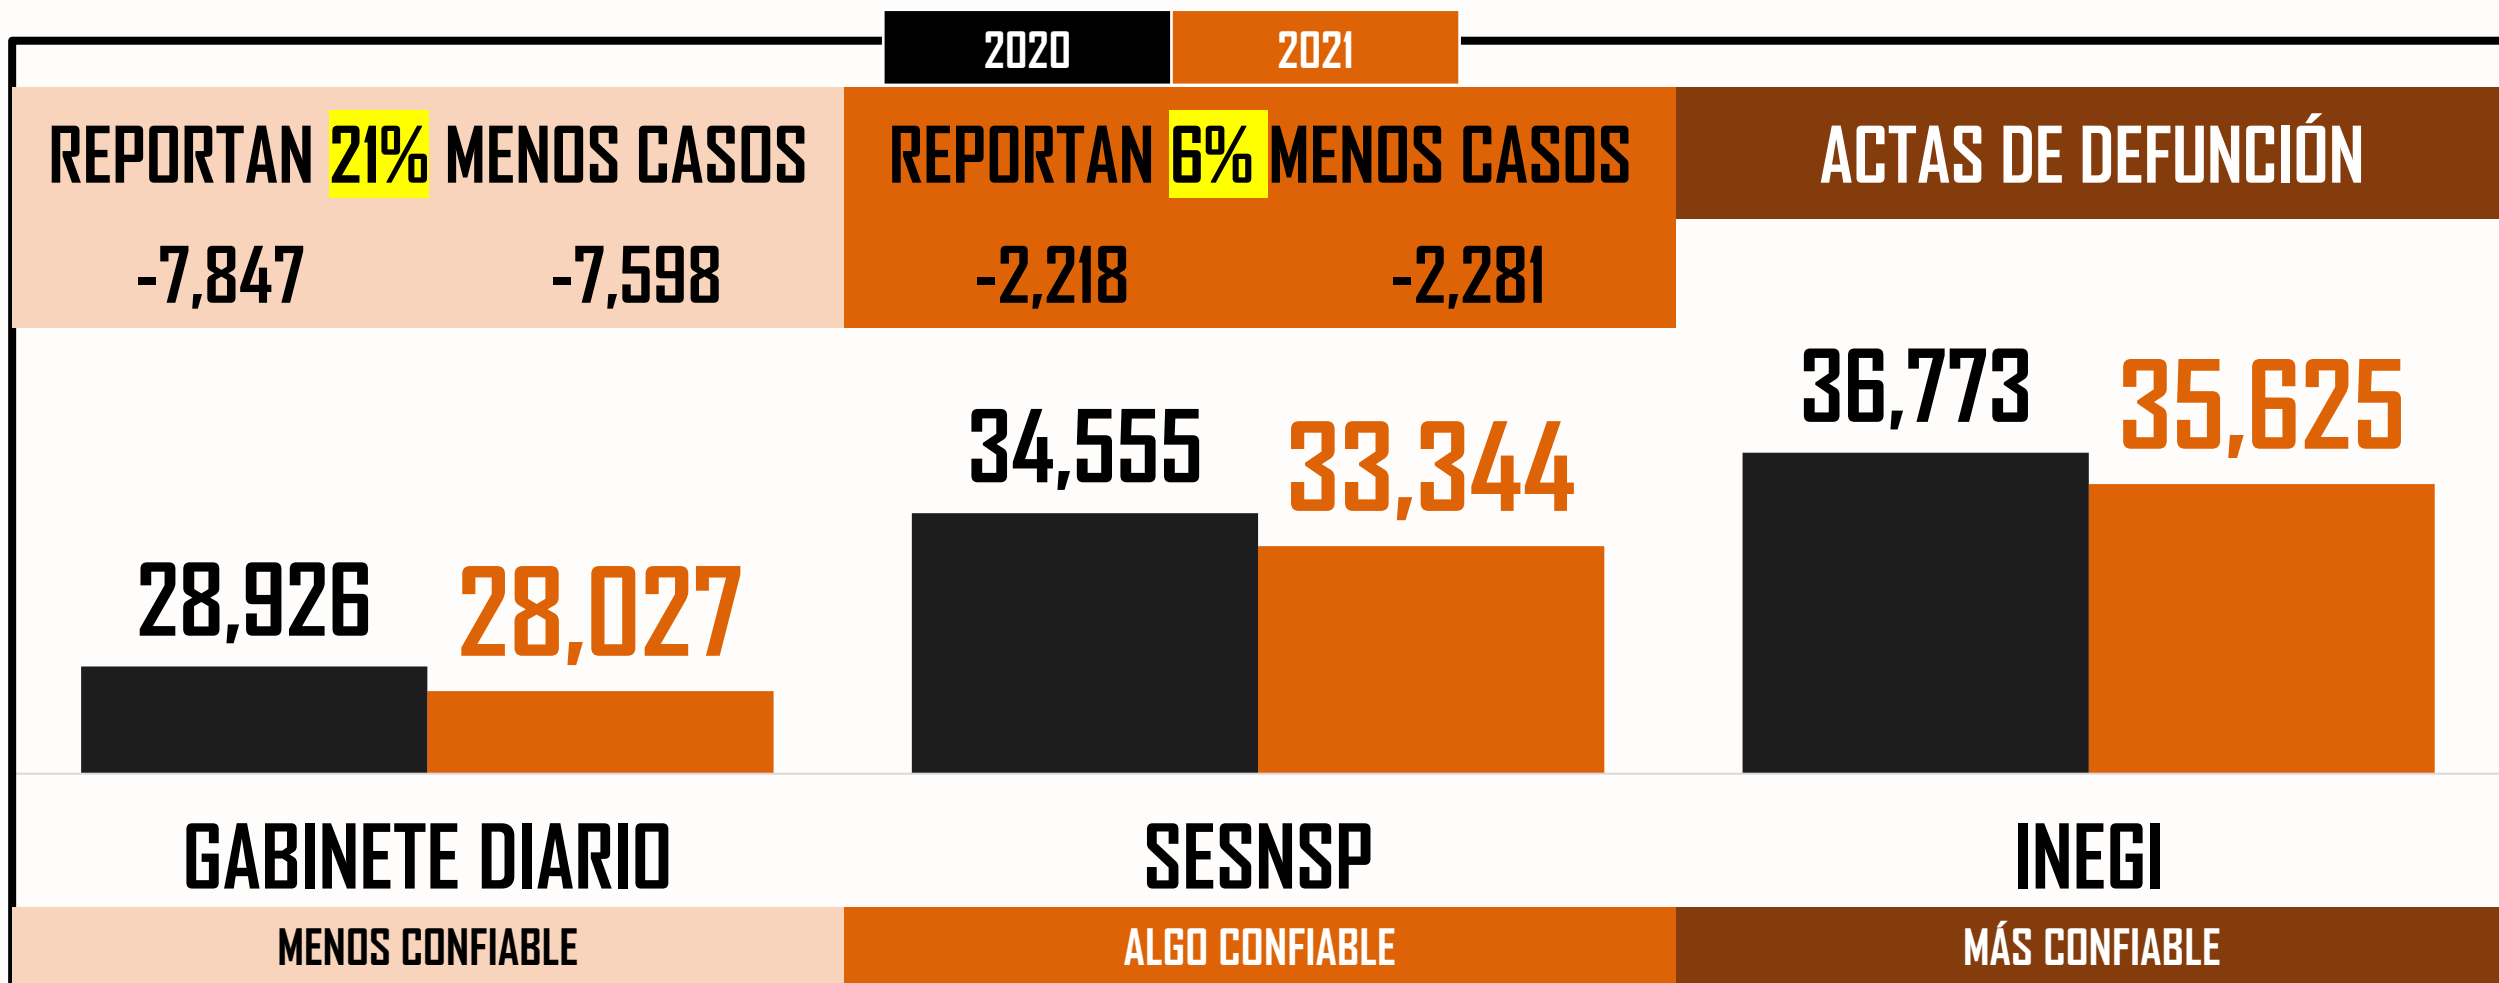 2020 2021
REPORTAN 21% MENOS CASOS
REPORTAN 6% MENOS CASOS
ACTAS DE DEFUNCIÓN
-7,847 -7,598 -2,218 -2,281
36,773 35,625
34,555 33,344
28,926 28,027
GABINETE DIARIO SESNSP INEGI
MENOS CONFIABLE ALGO CONFIABLE MÁS CONFIABLE